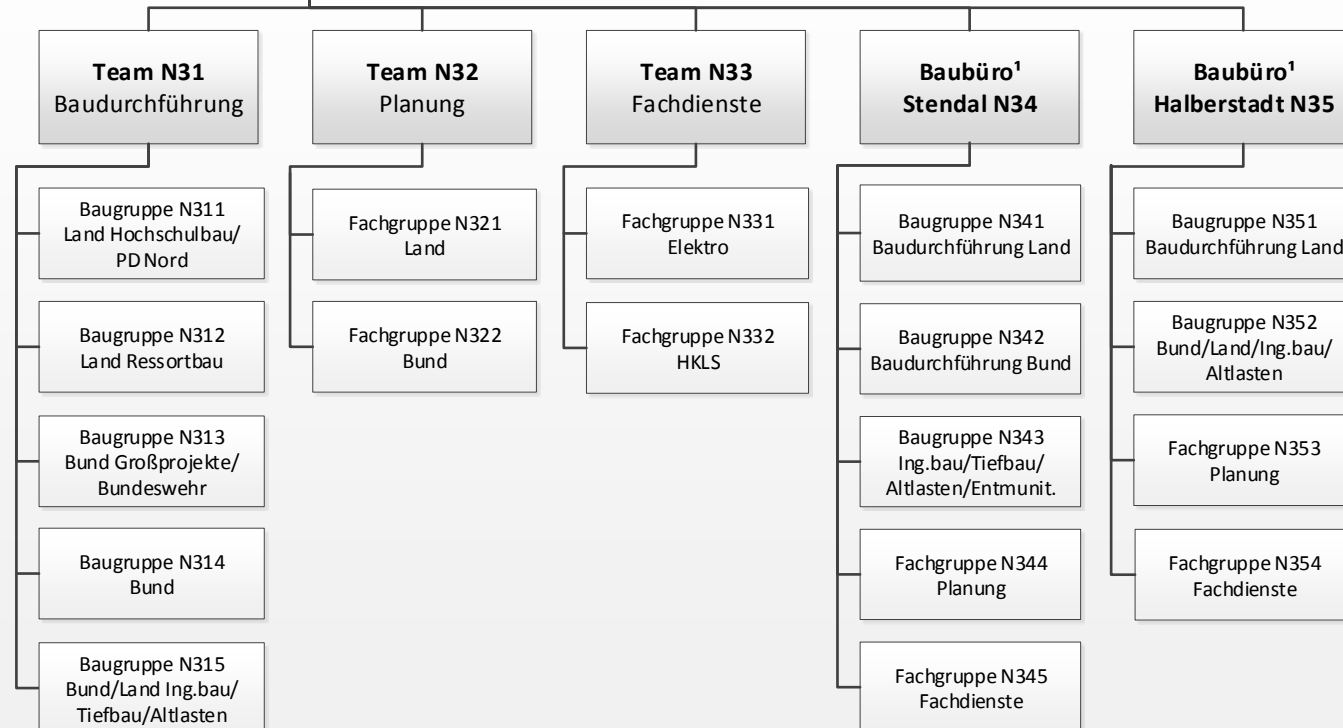 Team N31
Baudurchführung
Team N32
Planung
Team N33
Fachdienste
Baubüro¹
Stendal N34
Baubüro¹
Halberstadt N35
Baugruppe N311
Land Hochschulbau/
PD Nord
Baugruppe N312
Land Ressortbau
Baugruppe N313
Bund Großprojekte/
Bundeswehr
Baugruppe N314
Bund
Baugruppe N315
Bund/Land Ing.bau/
Tiefbau/Altlasten
Fachgruppe N321
Land
Fachgruppe N322
Bund
Fachgruppe N331
Elektro
Fachgruppe N332
HKLS
Baugruppe N341
Baudurchführung Land
Baugruppe N342
Baudurchführung Bund
Baugruppe N343
Ing.bau/Tiefbau/
Altlasten/Entmunit.
Fachgruppe N344
Planung
Fachgruppe N345
Fachdienste
Baugruppe N351
Baudurchführung Land
Baugruppe N352
Bund/Land/Ing.bau/
Altlasten
Fachgruppe N353
Planung
Fachgruppe N354
Fachdienste